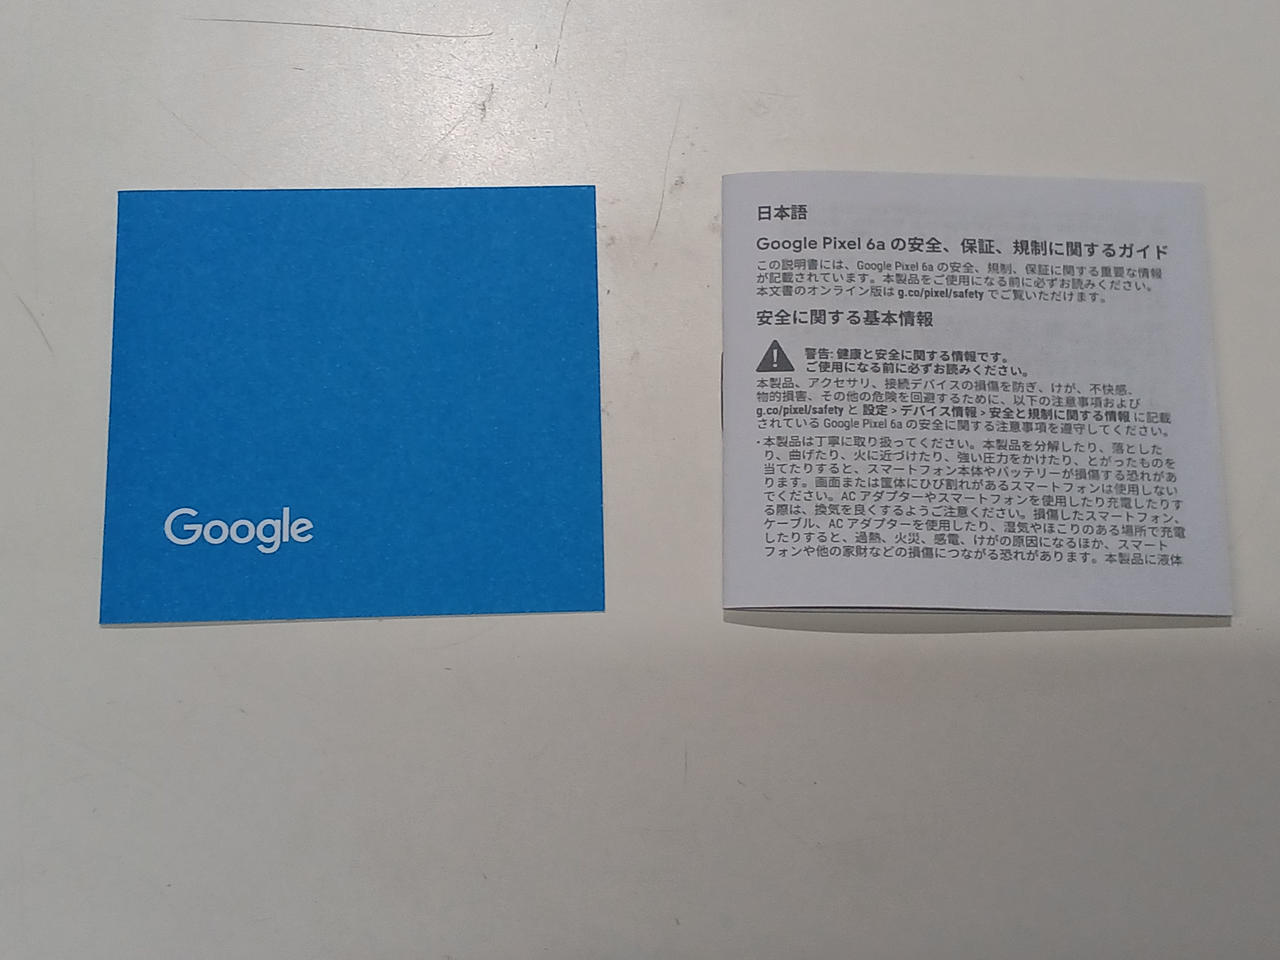 Google
日本語
Google Pixel 6a の安全、保証、規制に関するガイド
この説明書には、Google Pixel 6a の安全、規制、保証に関する重要な情報
が記載されています。本製品をご使用になる前に必ずお読みください。
本文書のオンライン版は g.co/pixel/safety でご覧いただけます。
安全に関する基本情報
警告: 健康と安全に関する情報です。
ご使用になる前に必ずお読みください。
本製品、アクセサリ、接続デバイスの損傷を防ぎ、けが、不快感、
物的損害、その他の危険を回避するために、以下の注意事項および
g.co/pixel/safety と 設定 > デバイス情報 > 安全と規制に関する情報 に記載
されている Google Pixel 6a の安全に関する注意事項を遵守してください。
・本製品は丁寧に取り扱ってください。本製品を分解したり、落とした
り、曲げたり、火に近づけたり、強い圧力をかけたり、とがったものを
当てたりすると、スマートフォン本体やバッテリーが損傷する恐れがあ
ります。画面または筐体にひび割れがあるスマートフォンは使用しない
でください。AC アダプターやスマートフォンを使用したり充電したりす
る際は、換気を良くするようご注意ください。損傷したスマートフォン、
ケーブル、AC アダプターを使用したり、湿気やほこりのある場所で充電
したりすると、過熱、火災、感電、けがの原因になるほか、スマート
フォンや他の家財などの損傷につながる恐れがあります。本製品に液体